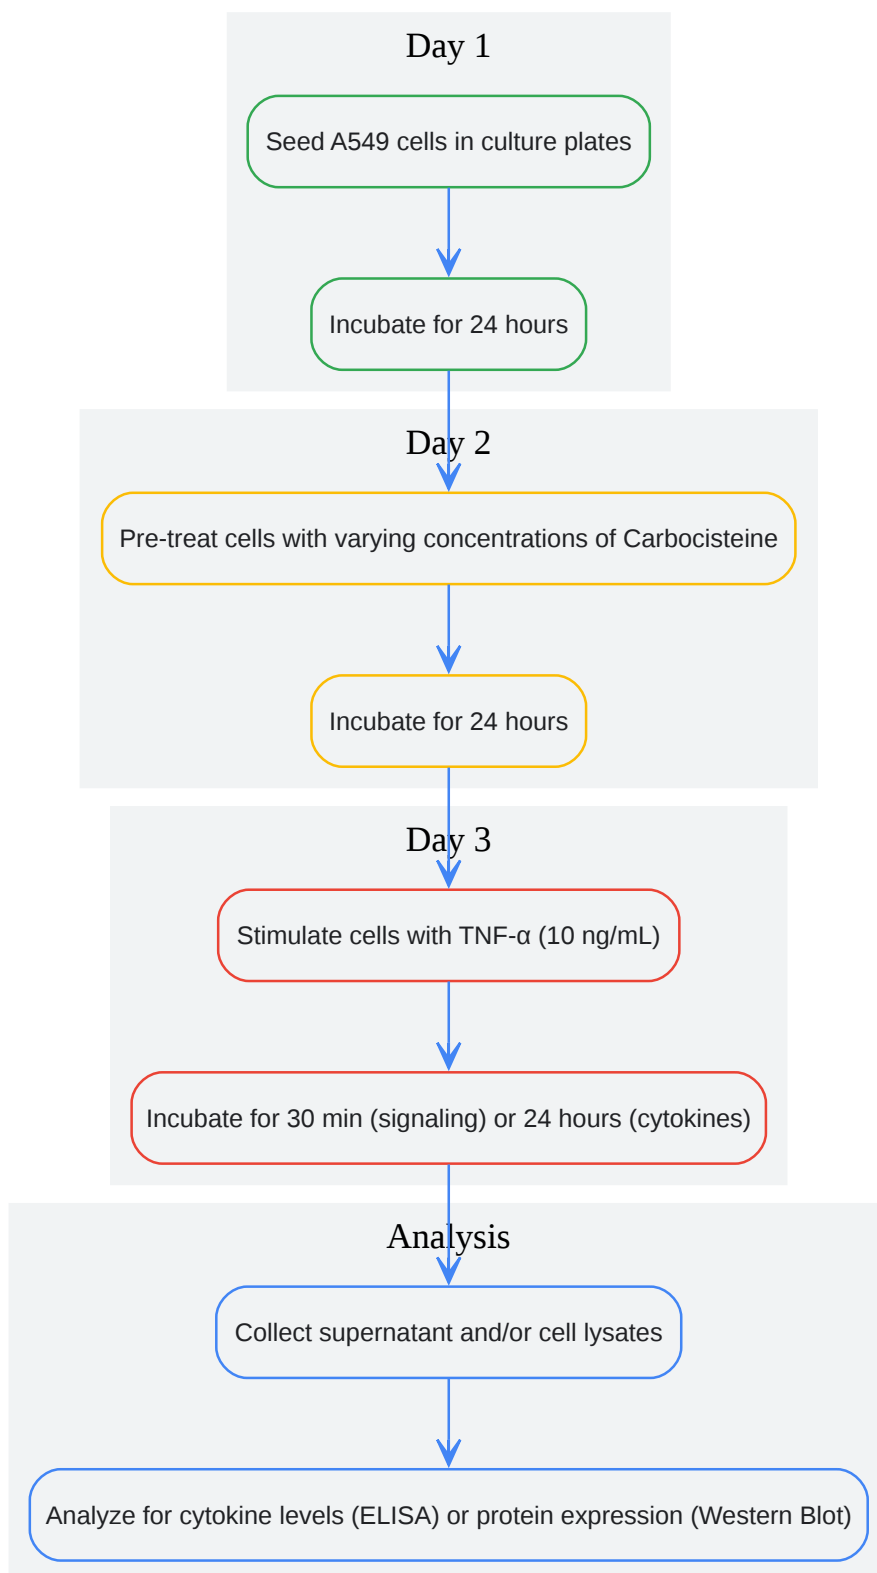 Day 1
Seed A549 cells in culture plates
Incubate for 24 hours
Day 2
Pre-treat cells with varying concentrations of Carbocisteine
Incubate for 24 hours
Day 3
Stimulate cells with TNF-α (10 ng/mL)
Incubate for 30 min (signaling) or 24 hours (cytokines)
Analysis
Collect supernatant and/or cell lysates
Analyze for cytokine levels (ELISA) or protein expression (Western Blot)